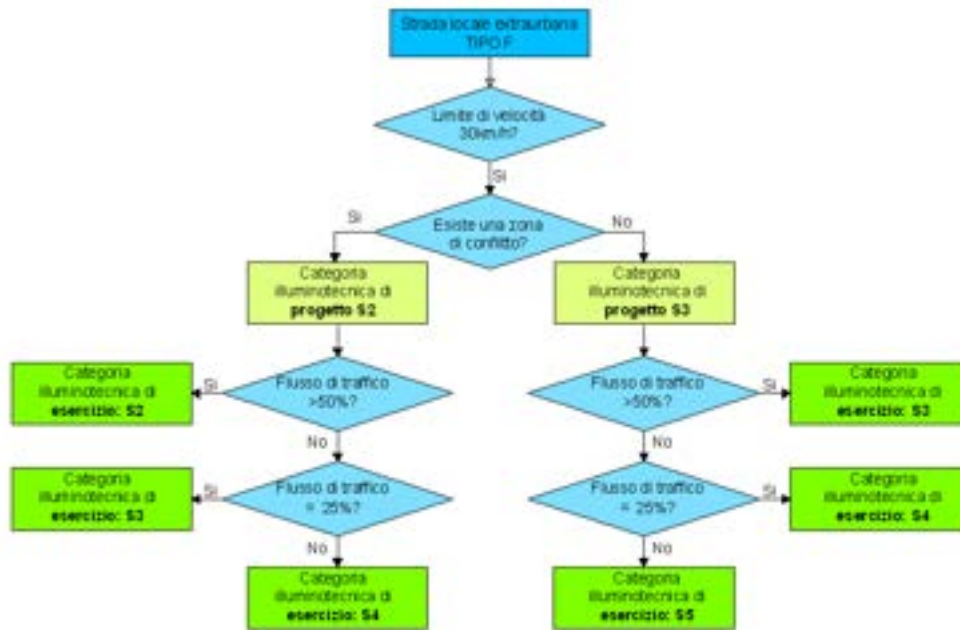 Strada locale extraurbana
TIPO F
Limite di velocità
30km/h?
Si
Esiste una zona
di conflitto?
Si
No
Categoria
illuminotecnica di
progetto S2
Categoria
illuminotecnica di
progetto S3
Categoria
illuminotecnica di
esercizio: S2
Si
Flusso di traffico
>50%?
Flusso di traffico
>50%?
Si
Categoria
illuminotecnica di
esercizio: S3
No
No
Categoria
illuminotecnica di
esercizio: S3
Si
Flusso di traffico
= 25%?
Flusso di traffico
= 25%?
Si
Categoria
illuminotecnica di
esercizio: S4
No
No
Categoria
illuminotecnica di
esercizio: S4
Categoria
illuminotecnica di
esercizio: S5